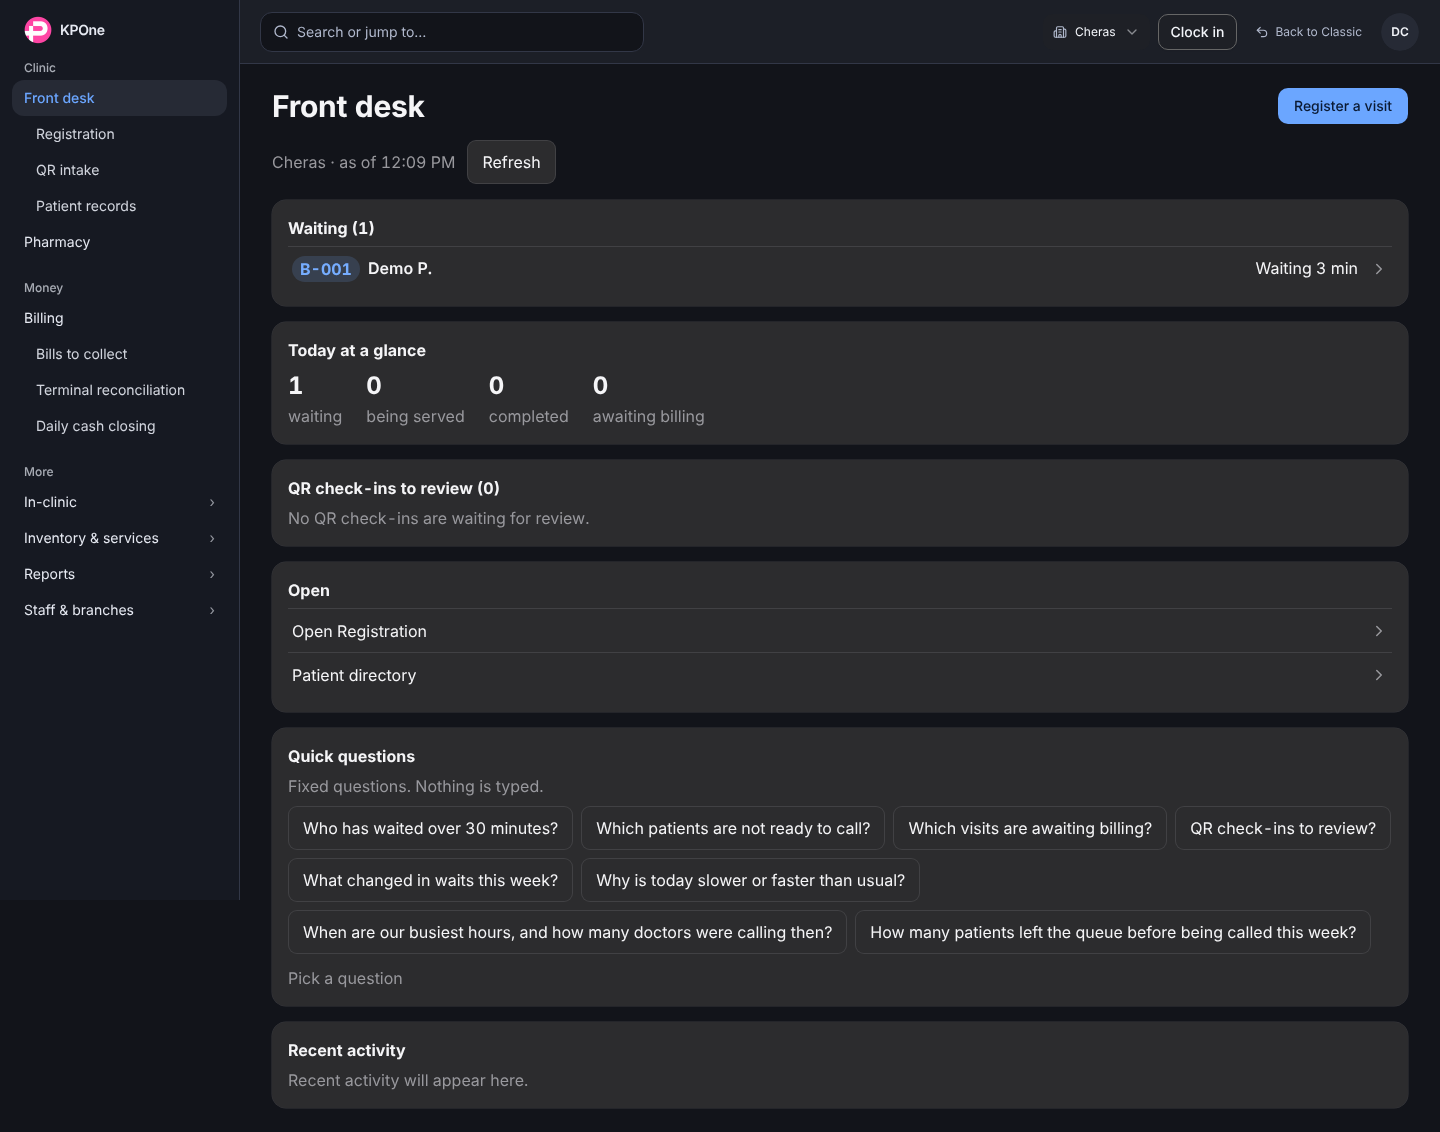 KPOne
Search or jump to...
Cheras
Clock in
Back to Classic
DC
Clinic
Front desk
Registration
QR intake
Patient records
Pharmacy
Money
Billing
Bills to collect
Terminal reconciliation
Daily cash closing
More
In-clinic
Inventory & services
Reports
Staff & branches
Front desk
Register a visit
Cheras · as of 12:09 PM
Refresh
Waiting (1)
B-001 Demo P. Waiting 3 min
Today at a glance
1 0 0 0
waiting being served completed awaiting billing
QR check-ins to review (0)
No QR check-ins are waiting for review.
Open
Open Registration
Patient directory
Quick questions
Fixed questions. Nothing is typed.
Who has waited over 30 minutes? Which patients are not ready to call? Which visits are awaiting billing? QR check-ins to review?
What changed in waits this week? Why is today slower or faster than usual?
When are our busiest hours, and how many doctors were calling then? How many patients left the queue before being called this week?
Pick a question
Recent activity
Recent activity will appear here.